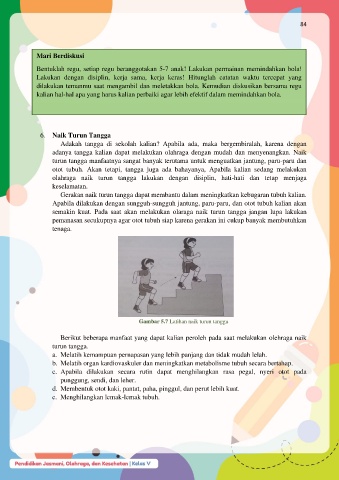 84
Mari Berdiskusi
Bentuklah regu, setiap regu beranggotakan 5-7 anak! Lakukan permainan memindahkan bola!
Lakukan dengan disiplin, kerja sama, kerja keras! Hitunglah catatan waktu tercepat yang
dilakukan temanmu saat mengambil dan meletakkan bola. Kemudian diskusikan bersama regu
kalian hal-hal apa yang harus kalian perbaiki agar lebih efektif dalam memindahkan bola.
6. Naik Turun Tangga
Adakah tangga di sekolah kalian? Apabila ada, maka bergembiralah, karena dengan
adanya tangga kalian dapat melakukan olahraga dengan mudah dan menyenangkan. Naik
turun tangga manfaatnya sangat banyak terutama untuk menguatkan jantung, paru-paru dan
otot tubuh. Akan tetapi, tangga juga ada bahayanya, Apabila kalian sedang melakukan
olahraga naik turun tangga lakukan dengan disiplin, hati-hati dan tetap menjaga
keselamatan.
Gerakan naik turun tangga dapat membantu dalam meningkatkan kebugaran tubuh kalian.
Apabila dilakukan dengan sungguh-sungguh jantung, paru-paru, dan otot tubuh kalian akan
semakin kuat. Pada saat akan melakukan olaraga naik turun tangga jangan lupa lakukan
pemanasan secukupnya agar otot tubuh siap karena gerakan ini cukup banyak membutuhkan
tenaga.
Gambar 5.7 Latihan naik turun tangga
Berikut beberapa manfaat yang dapat kalian peroleh pada saat melakukan olehraga naik
turun tangga.
a. Melatih kemampuan pernapasan yang lebih panjang dan tidak mudah lelah.
b. Melatih organ kardiovaskuler dan meningkatkan metabolisme tubuh secara bertahap.
c. Apabila dilakukan secara rutin dapat menghilangkan rasa pegal, nyeri otot pada
punggung, sendi, dan leher.
d. Membentuk otot kaki, pantat, paha, pinggul, dan perut lebih kuat.
e. Menghilangkan lemak-lemak tubuh.
Pendidikan Jasmani, Olahraga, dan Kesehatan | Kelas V